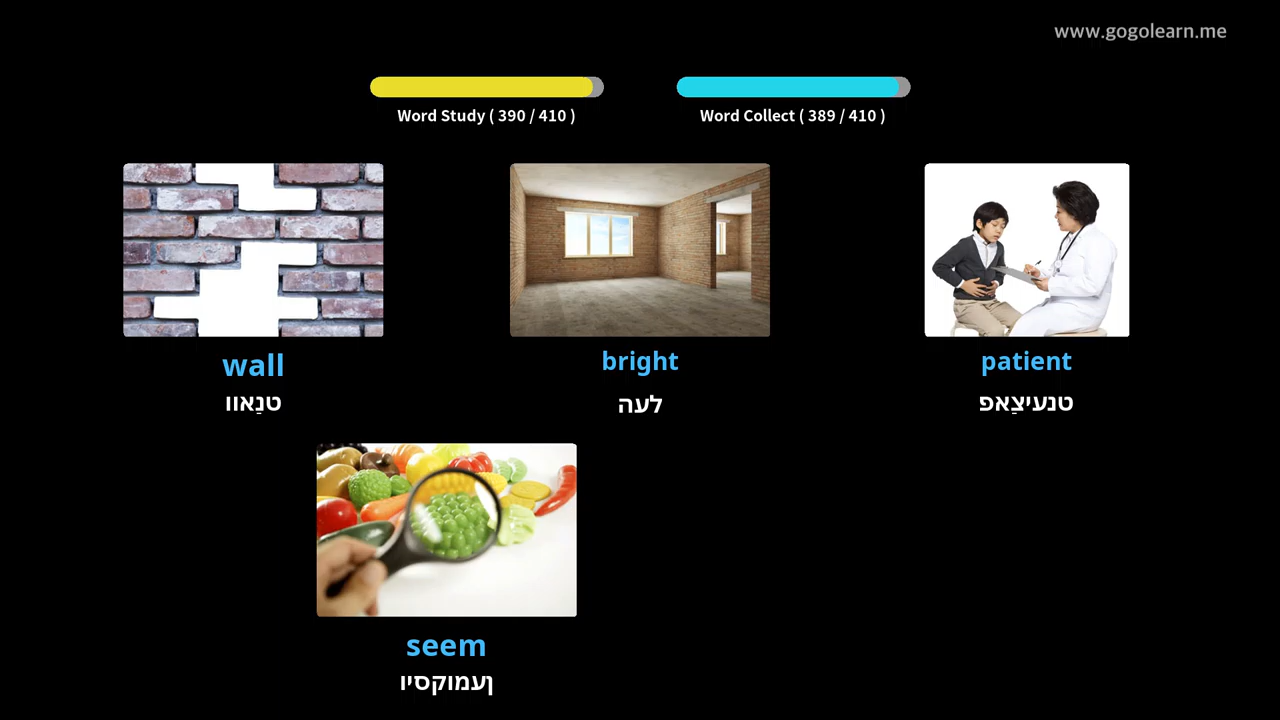 www.gogolearn.me
Word Study ( 390 / 410 )
Word Collect ( 389 / 410 )
wall
טנַאוו
bright
לעה
patient
טנעיצַאפ
seem
ןעמוקסיו